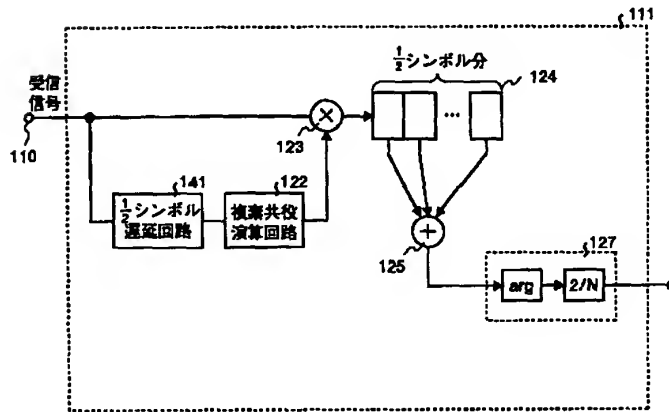 111
1/2シンボル分
124
受信
信号
110
123
…
141
1/2シンボル
遅延回路
122
複素共役
演算回路
125
127
arg
2/N